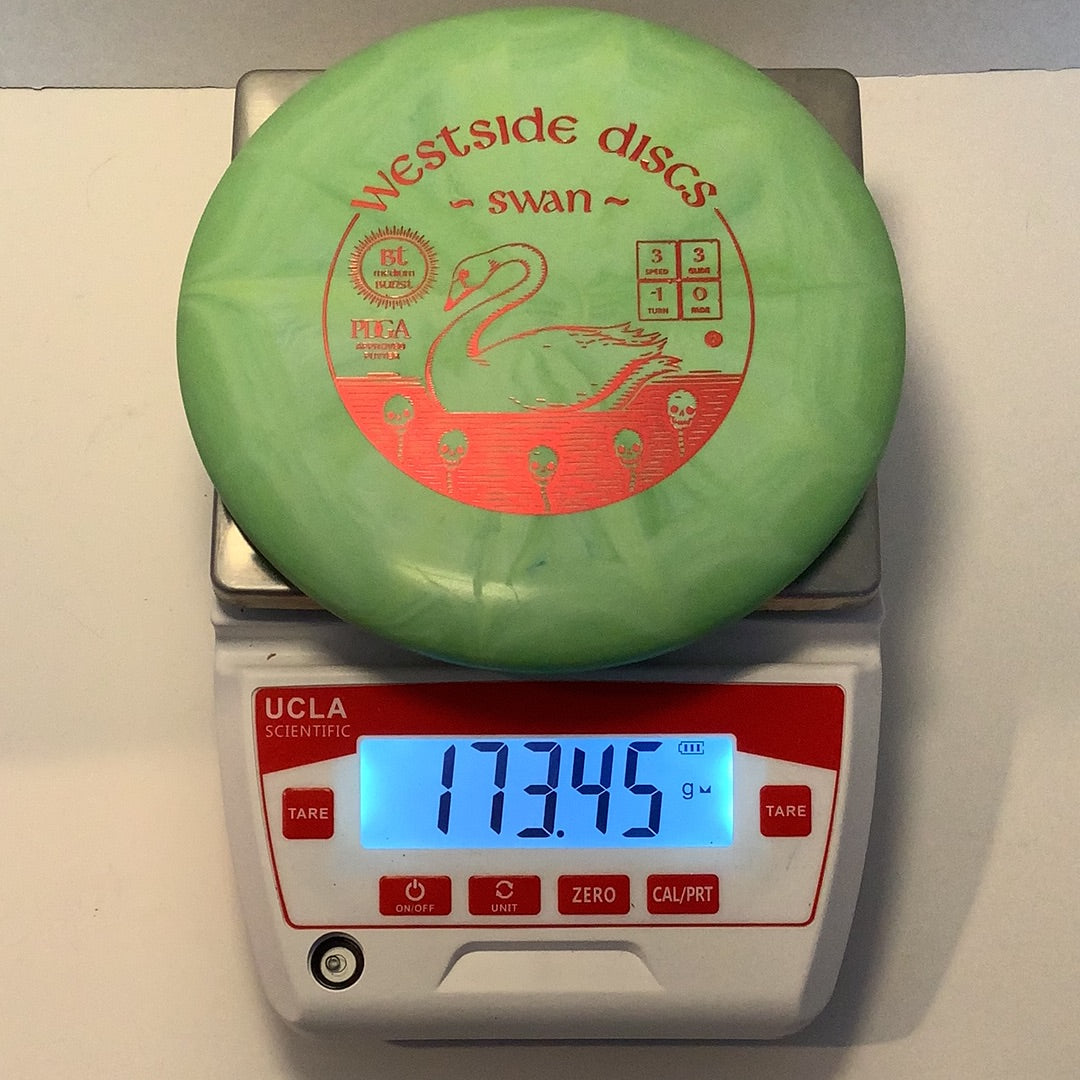 Westside Discs
~ Swan ~
Bt
medium
Burst
PDGA
APPROVED
PUTTER
3
SPEED
3
GLIDE
-1
TURN
0
FADE
UCLA
SCIENTIFIC
173.45
g
TARE
TARE
ON/OFF
UNIT
ZERO
CAL/PRT